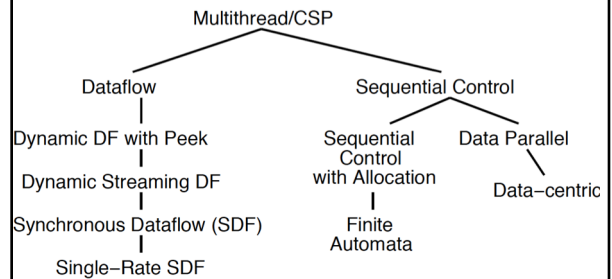 Multithread/CSP
Dataflow
Sequential Control
Dynamic DF with Peek
Sequential
Control
with Allocation
Data Parallel
Dynamic Streaming DF
Data−centric
Synchronous Dataflow (SDF)
Finite
Automata
Single−Rate SDF